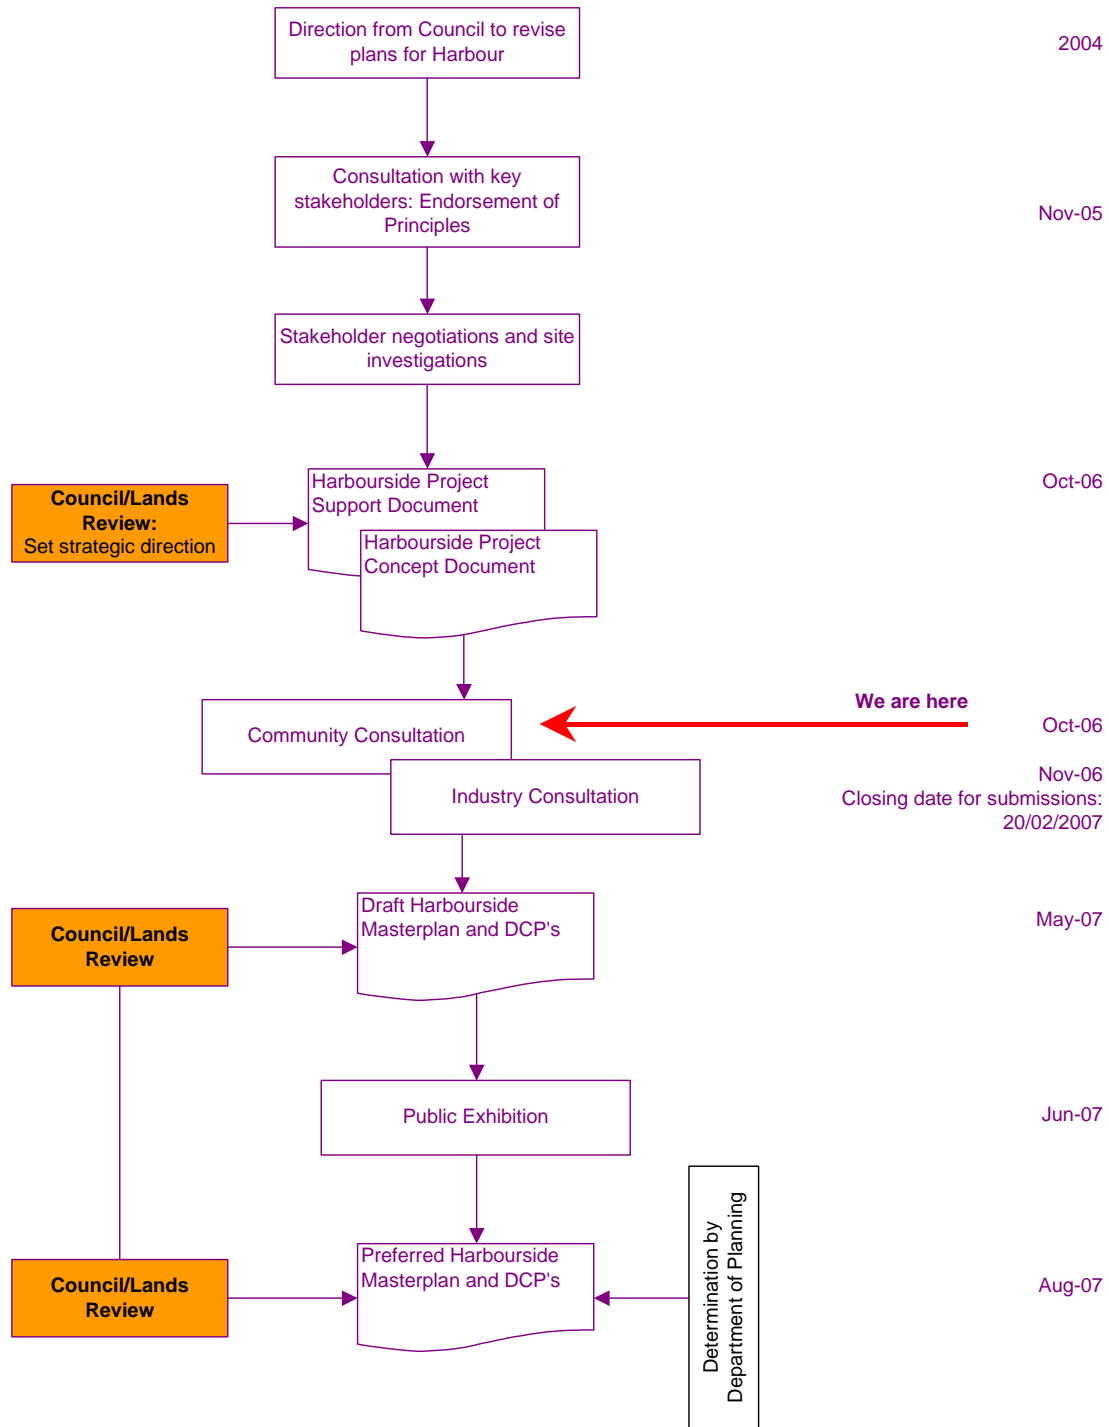 Direction from Council to revise
plans for Harbour
2004
Consultation with key
stakeholders: Endorsement of
Principles
Nov-05
Stakeholder negotiations and site
investigations
Council/Lands
Review:
Set strategic direction
Harbourside Project
Support Document
Oct-06
Harbourside Project
Concept Document
We are here
Community Consultation
Oct-06
Industry Consultation
Nov-06
Closing date for submissions:
20/02/2007
Council/Lands
Review
Draft Harbourside
Masterplan and DCP's
May-07
Public Exhibition
Jun-07
Council/Lands
Review
Preferred Harbourside
Masterplan and DCP's
Determination by
Department of Planning
Aug-07